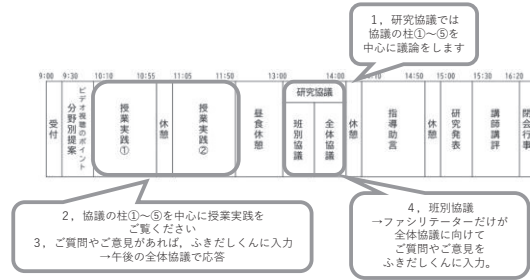 1，研究協議では
協議の柱①～⑤を
中心に議論をします
9:00
9:30
10:10
10:55
11:05
11:50
13:00
14:00
14:50
15:00
15:30
16:20
受付
分野別提案
ビデオ視聴のポイント
授業実践①
休憩
授業実践②
昼食休憩
研究協議
班別協議
全体協議
休憩
指導助言
休憩
研究発表
講師講評
閉会行事
2，協議の柱①～⑤を中心に授業実践を
ご覧ください
3，ご質問やご意見があれば，ふきだしくんに入力
→午後の全体協議で応答
4，班別協議
→ファシリテーターだけが
全体協議に向けて
ご質問やご意見を
ふきだしくんに入力。